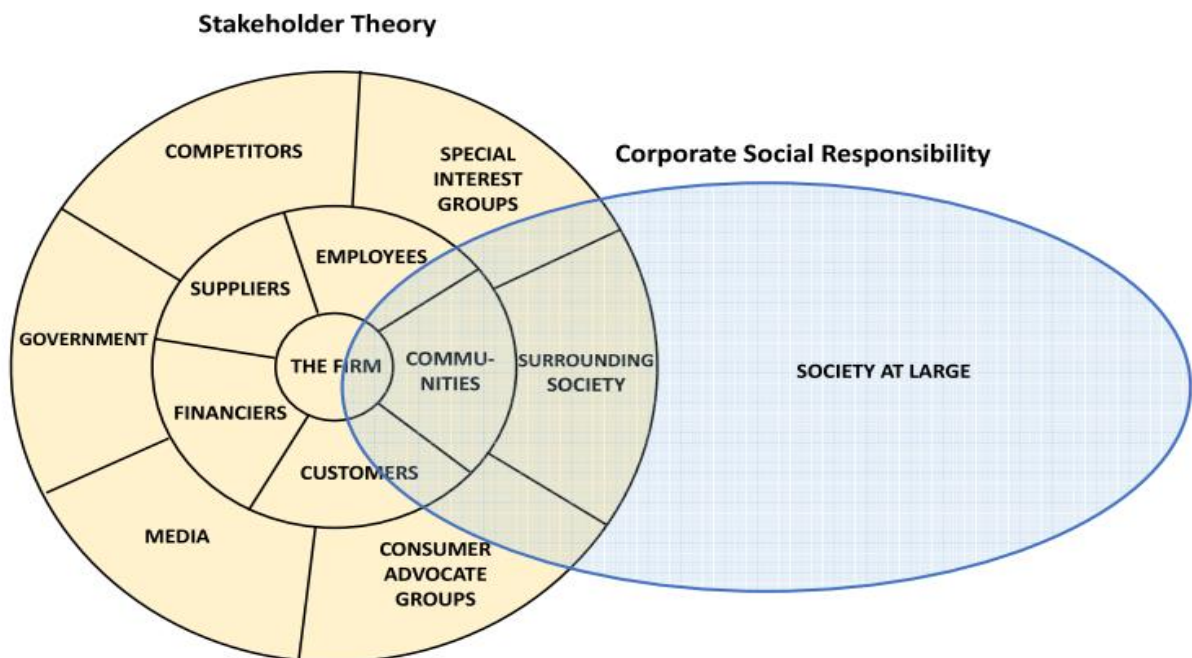 Stakeholder Theory
Corporate Social Responsibility
COMPETITORS
SPECIAL
INTEREST
GROUPS
EMPLOYEES
SUPPLIERS
GOVERNMENT
THE FIRM
COMMU-
NITIES
SURROUNDING
SOCIETY
SOCIETY AT LARGE
FINANCIERS
CUSTOMERS
MEDIA
CONSUMER
ADVOCATE
GROUPS